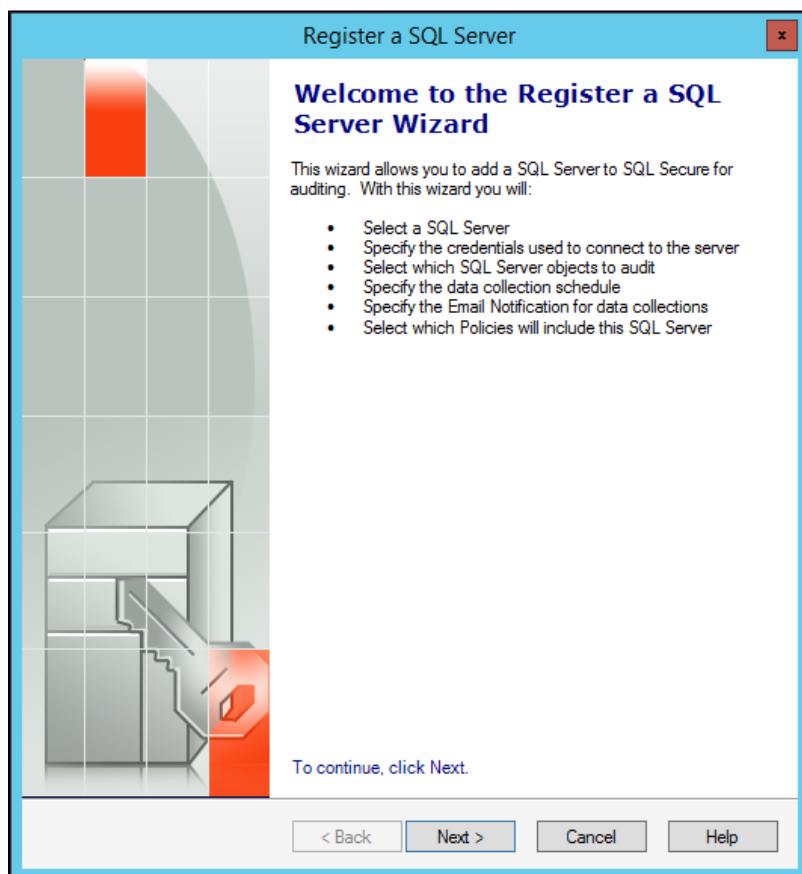 Register a SQL Server
x
Welcome to the Register a SQL
Server Wizard
This wizard allows you to add a SQL Server to SQL Secure for
auditing.  With this wizard you will:
• Select a SQL Server
• Specify the credentials used to connect to the server
• Select which SQL Server objects to audit
• Specify the data collection schedule
• Specify the Email Notification for data collections
• Select which Policies will include this SQL Server
To continue, click Next.
< Back Next > Cancel Help